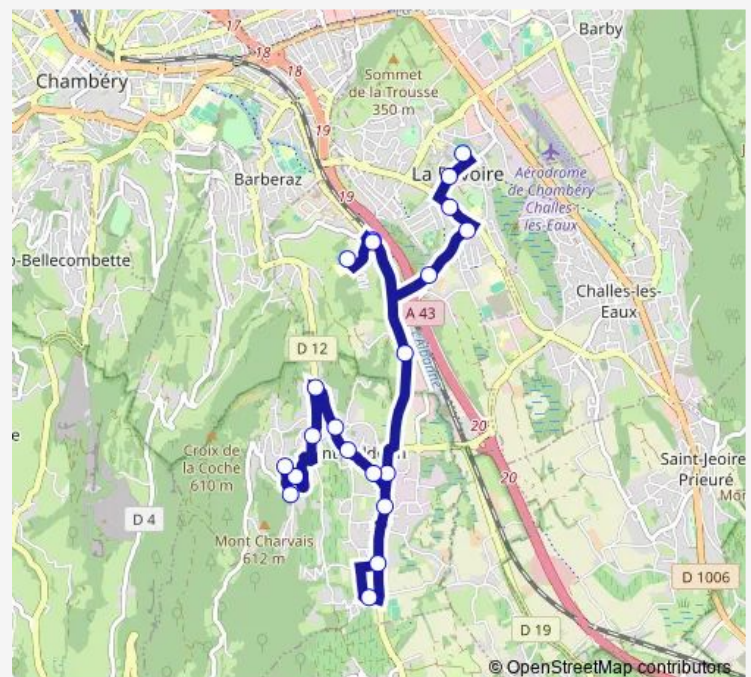 17
18
18
Barby
Chambéry
Sommet
de la Trousse
350 m
19
Barberaz
19
Aérodrome
de Chambéry
Challes
les-Eaux
-Bellecombette
Challes-les-
Eaux
A 43
L'Albanne
D 12
20
Croix de
la Coche
610 m
20
Saint-Jeoire
Prieuré
D 4
Mont Charvais
612 m
D 1006
D 19
© OpenStreetMap contributors